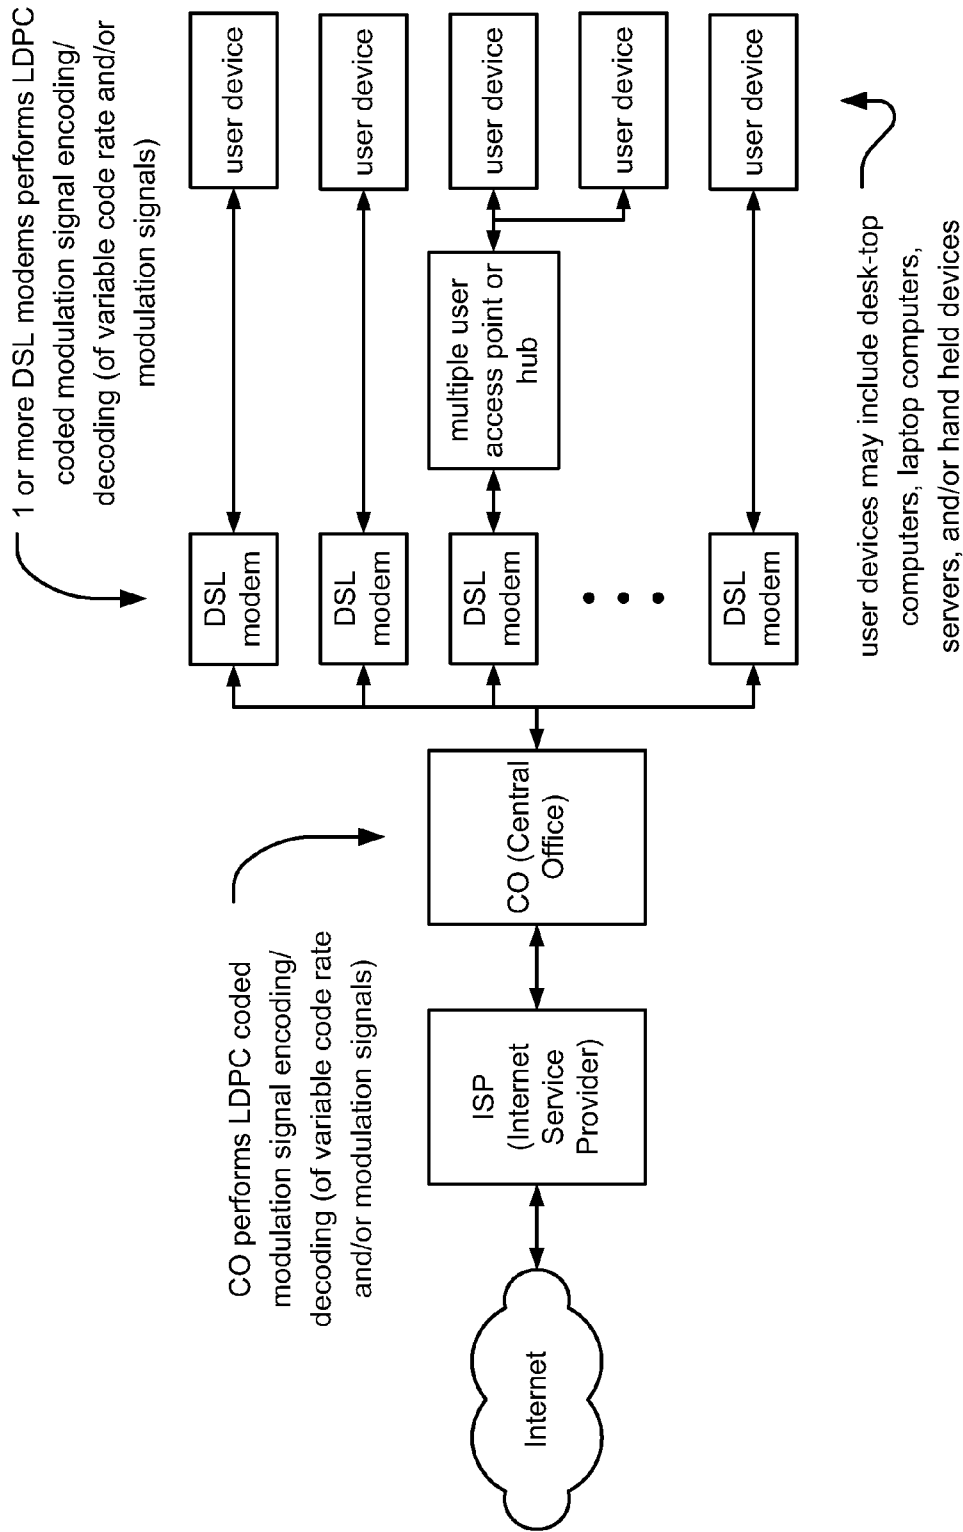 1 or more DSL modems performs LDPC
coded modulation signal encoding/
decoding (of variable code rate and/or
modulation signals)
CO performs LDPC coded
modulation signal encoding/
decoding (of variable code rate
and/or modulation signals)
Internet
ISP
(Internet
Service
Provider)
CO (Central
Office)
DSL
modem
user device
DSL
modem
user device
DSL
modem
multiple user
access point or
hub
user device
user device
DSL
modem
user device
user devices may include desk-top
computers, laptop computers,
servers, and/or hand held devices